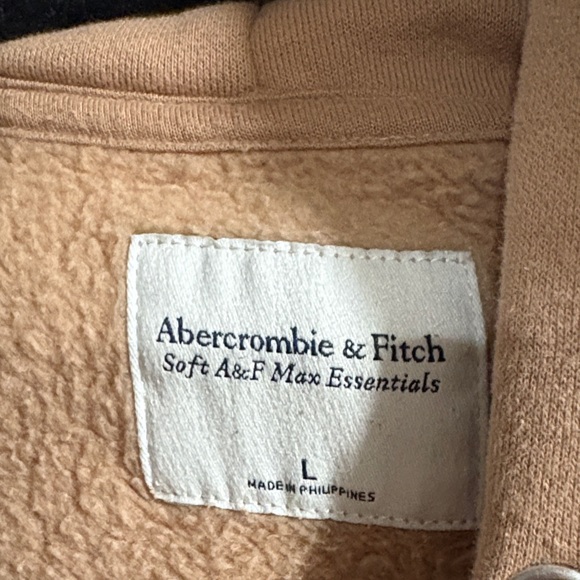 Abercrombie & Fitch
Soft A&F Max Essentials
L
MADE IN PHILIPPINES